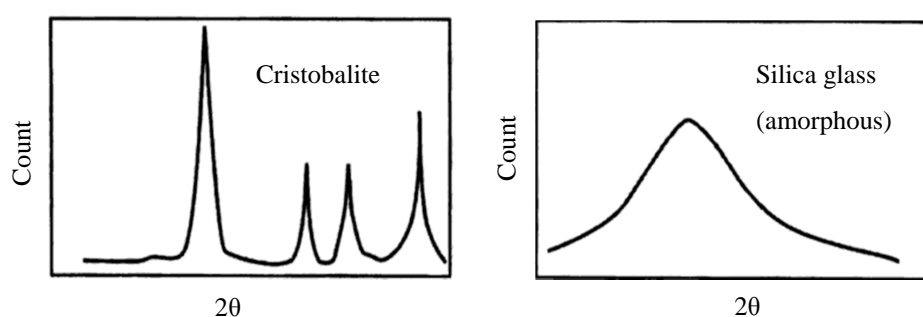 Cristobalite
Count
2θ
Silica glass
(amorphous)
Count
2θ